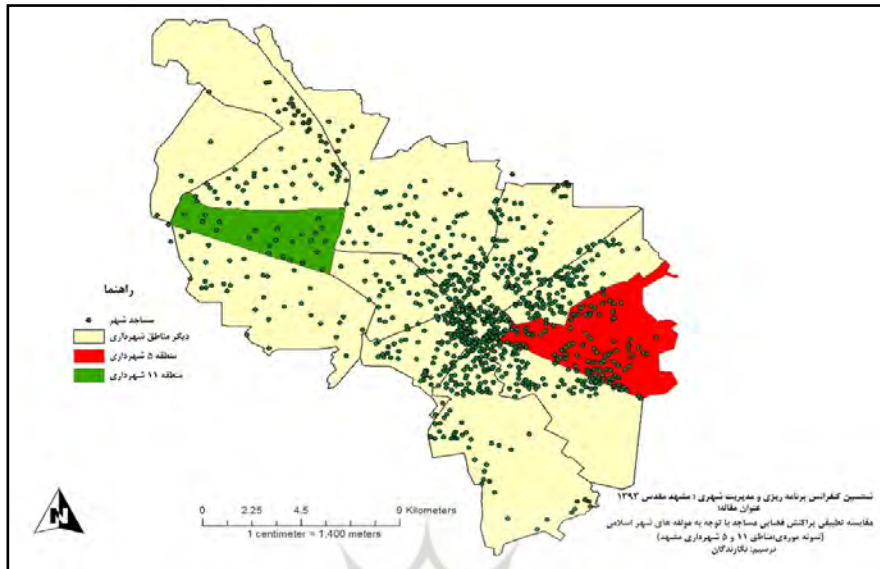 راهنما
مساجد شهر
دیگر مناطق شهرداری
منطقه ۵ شهرداری
منطقه ۱۱ شهرداری
N
0 2.25 4.5 9 Kilometers
1 centimeter = 1,400 meters
ششمین کنفرانس برنامه ریزی و مدیریت شهری ؛ مشهد مقدس ۱۳۹۳
عنوان مقاله:
مقایسه تطبیقی پراکنش فضایی مساجد با توجه به مولفه های شهر اسلامی
(نمونه موردی:مناطق ۱۱ و ۵ شهرداری مشهد)
ترسیم: نگارندگان